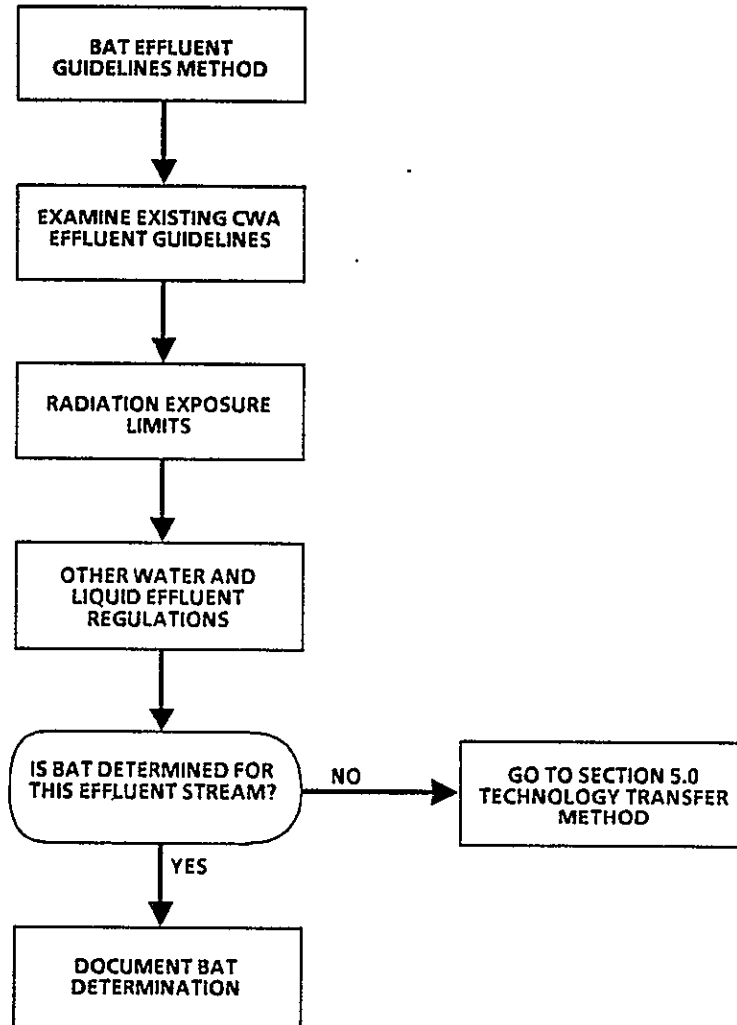 BAT EFFLUENT
GUIDELINES METHOD
EXAMINE EXISTING CWA
EFFLUENT GUIDELINES
RADIATION EXPOSURE
LIMITS
OTHER WATER AND
LIQUID EFFLUENT
REGULATIONS
IS BAT DETERMINED FOR
THIS EFFLUENT STREAM?
NO
GO TO SECTION 5.0
TECHNOLOGY TRANSFER
METHOD
YES
DOCUMENT BAT
DETERMINATION